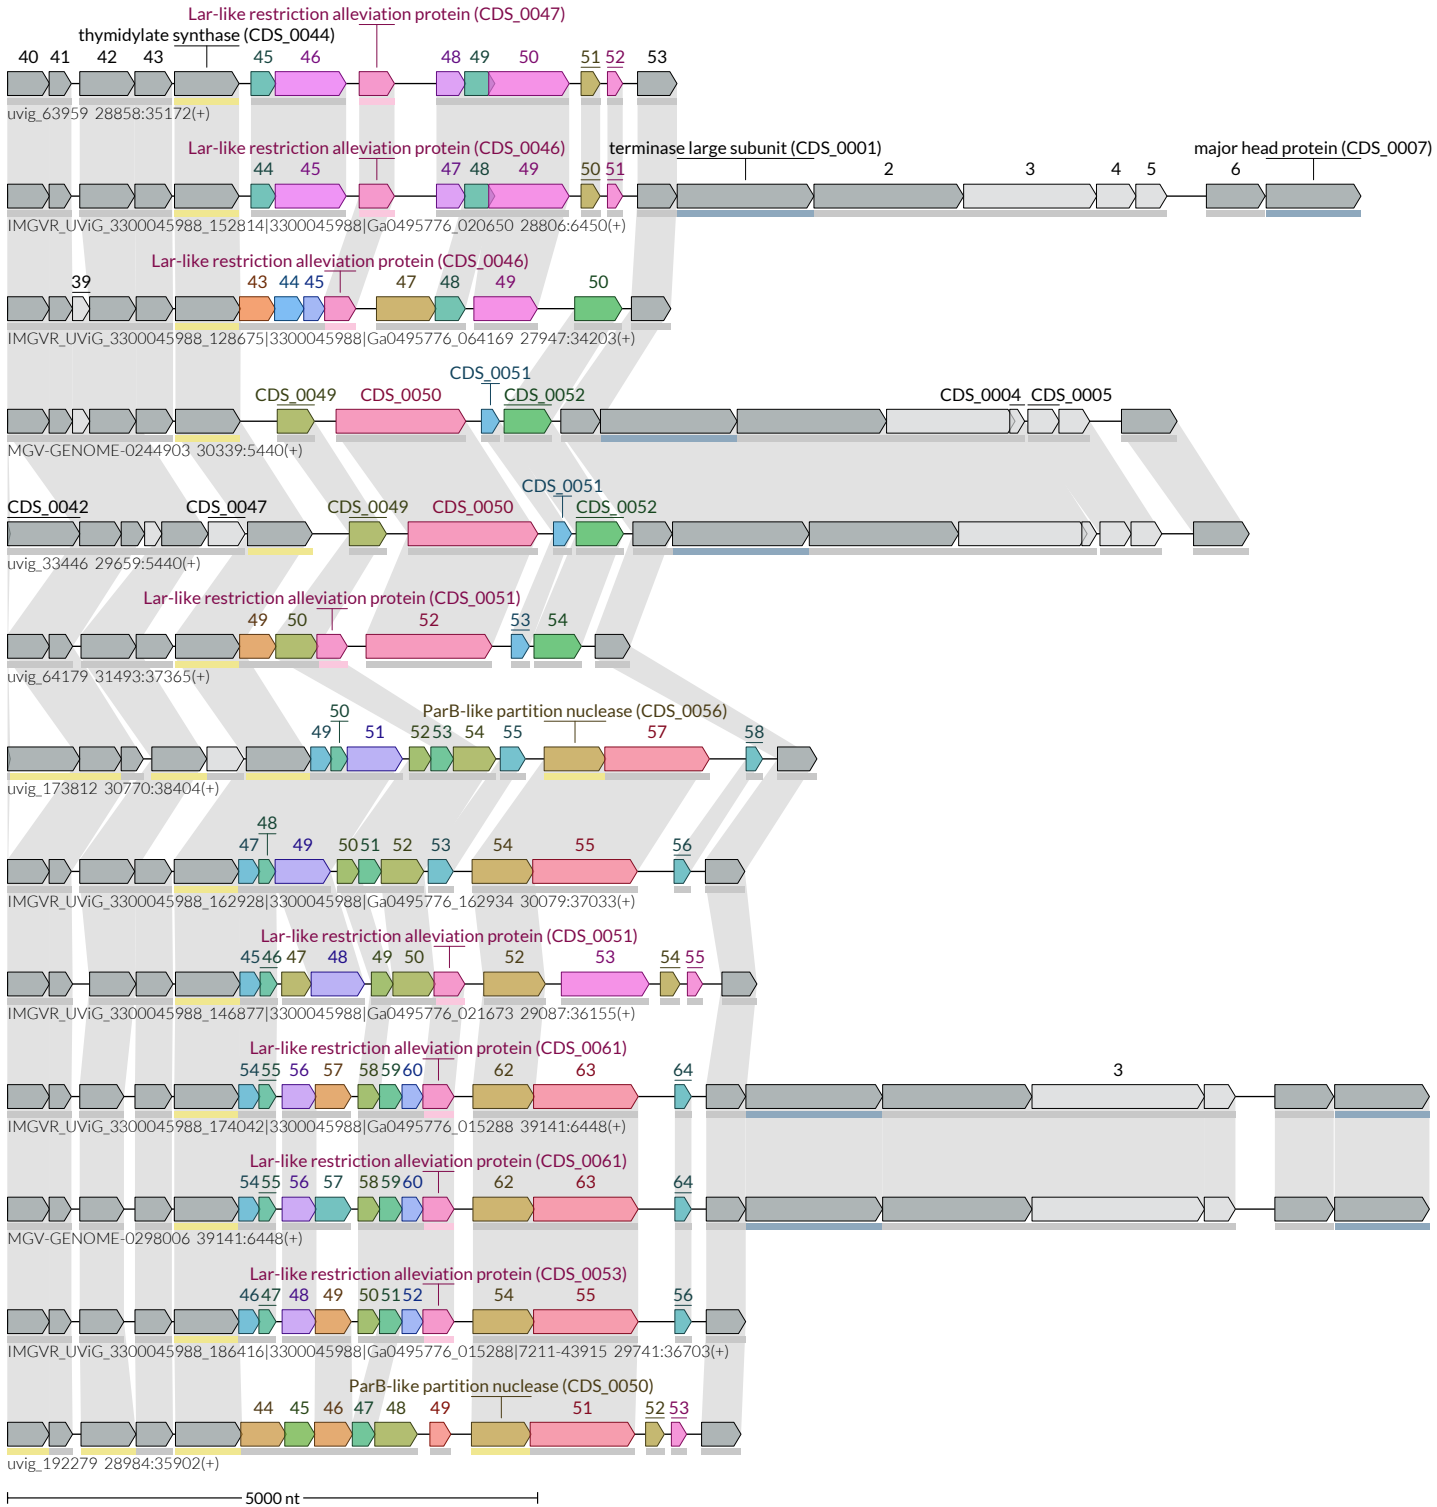 Lar-like restriction alleviation protein (CDS_0047)
thymidylate synthase (CDS_0044)
40 41 42 43 45 46 48 49 50 51 52 53
uvig_63959 28858:35172(+)
Lar-like restriction alleviation protein (CDS_0046) terminase large subunit (CDS_0001) major head protein (CDS_0007)
44 45 47 48 49 50 51 2 3 4 5 6
IMGVR_UViG_3300045988_152814|3300045988|Ga0495776_020650 28806:6450(+)
Lar-like restriction alleviation protein (CDS_0046)
39 43 44 45 47 48 49 50
IMGVR_UViG_3300045988_128675|3300045988|Ga0495776_064169 27947:34203(+)
CDS_0051
CDS_0049 CDS_0050 CDS_0052 CDS_0004 CDS_0005
MGV-GENOME-0244903 30339:5440(+)
CDS_0051
CDS_0042 CDS_0047 CDS_0049 CDS_0050 CDS_0052
uvig_33446 29659:5440(+)
Lar-like restriction alleviation protein (CDS_0051)
49 50 52 53 54
uvig_64179 31493:37365(+)
50 ParB-like partition nuclease (CDS_0056)
49 51 52 53 54 55 57 58
uvig_173812 30770:38404(+)
48
47 49 50 51 52 53 54 55 56
IMGVR_UViG_3300045988_162928|3300045988|Ga0495776_162934 30079:37033(+)
Lar-like restriction alleviation protein (CDS_0051)
45 46 47 48 49 50 52 53 54 55
IMGVR_UViG_3300045988_146877|3300045988|Ga0495776_021673 29087:36155(+)
Lar-like restriction alleviation protein (CDS_0061)
54 55 56 57 58 59 60 62 63 64 3
IMGVR_UViG_3300045988_174042|3300045988|Ga0495776_015288 39141:6448(+)
Lar-like restriction alleviation protein (CDS_0061)
54 55 56 57 58 59 60 62 63 64
MGV-GENOME-0298006 39141:6448(+)
Lar-like restriction alleviation protein (CDS_0053)
46 47 48 49 50 51 52 54 55 56
IMGVR_UViG_3300045988_186416|3300045988|Ga0495776_015288|7211-43915 29741:36703(+)
ParB-like partition nuclease (CDS_0050)
44 45 46 47 48 49 51 52 53
uvig_192279 28984:35902(+)
5000 nt